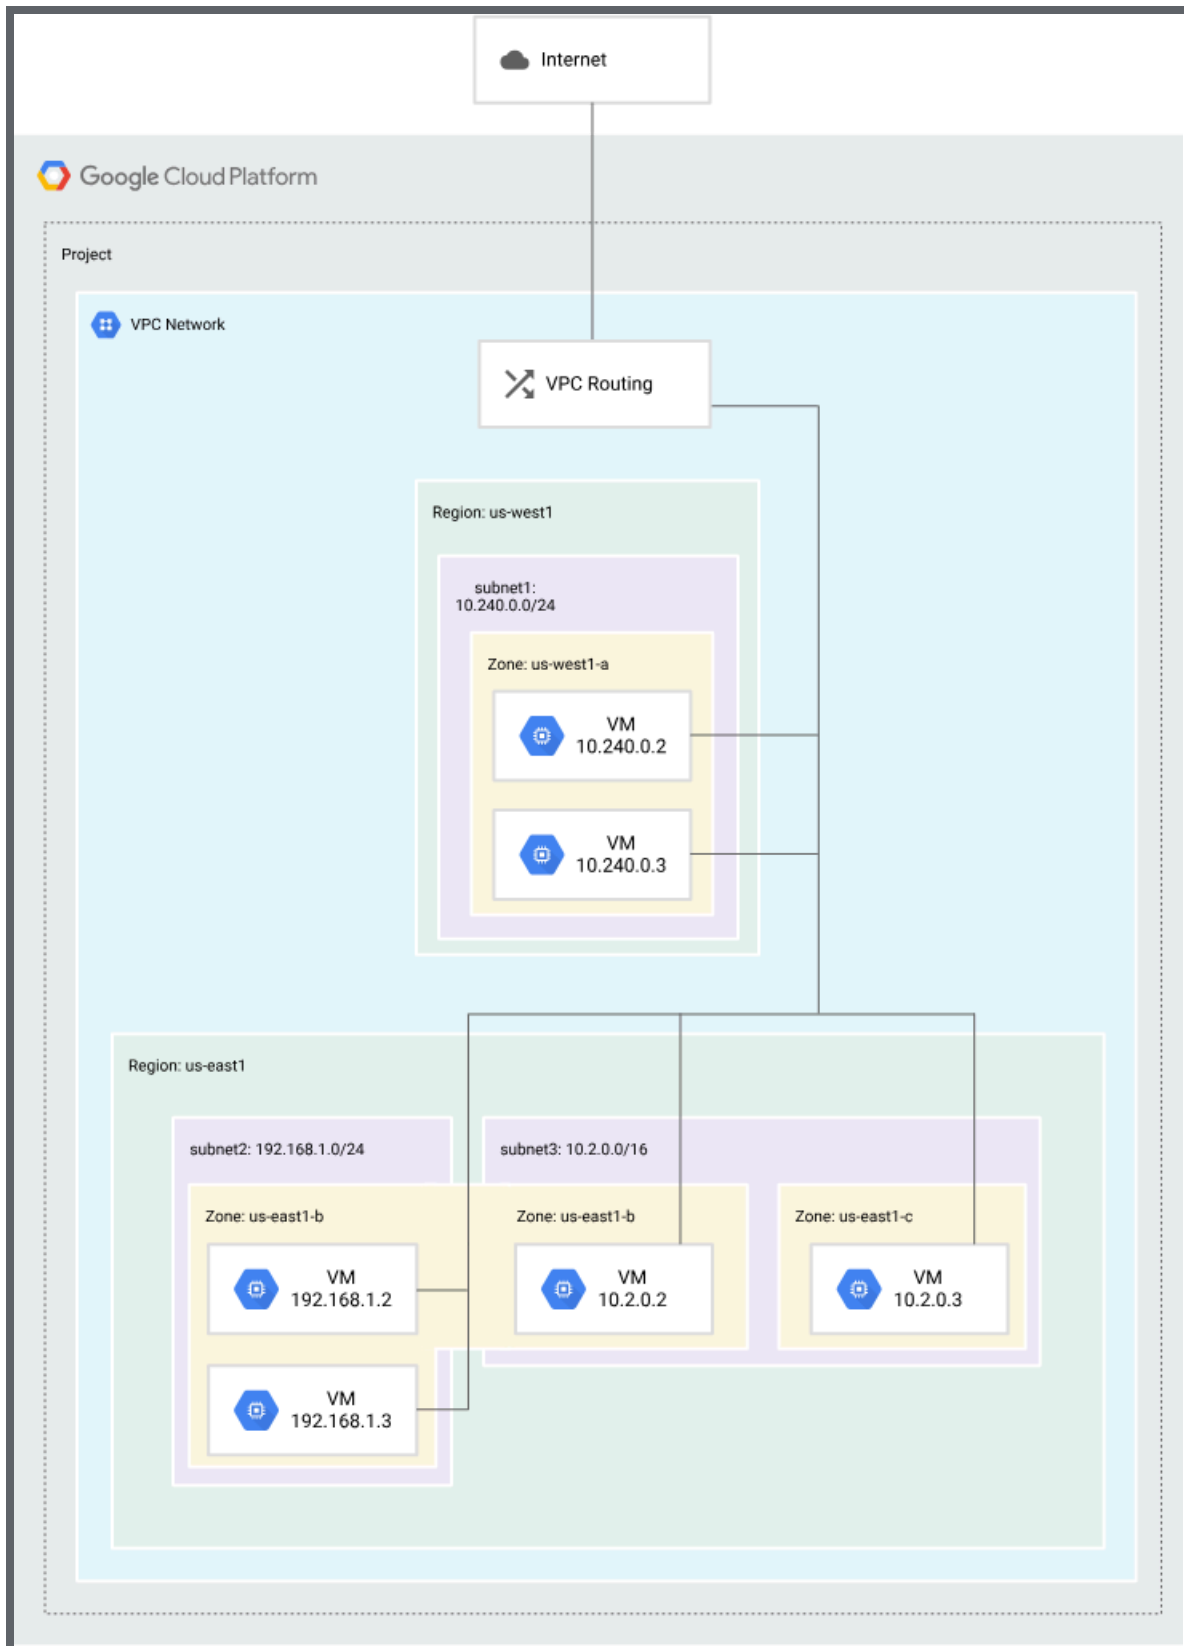 Internet
Google Cloud Platform
Project
VPC Network
VPC Routing
Region: us-west1
subnet1:
10.240.0.0/24
Zone: us-west1-a
VM
10.240.0.2
VM
10.240.0.3
Region: us-east1
subnet2: 192.168.1.0/24
subnet3: 10.2.0.0/16
Zone: us-east1-b
Zone: us-east1-b
Zone: us-east1-c
VM
192.168.1.2
VM
10.2.0.2
VM
10.2.0.3
VM
192.168.1.3